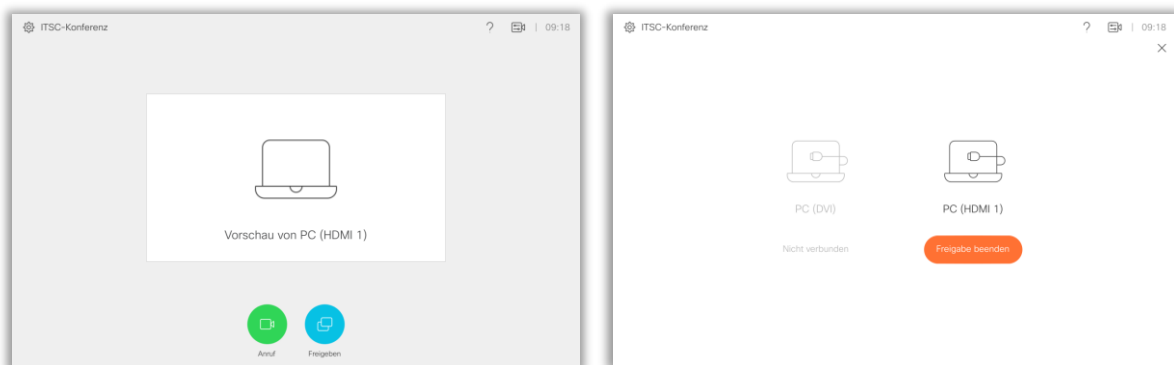 ITSC-Konferenz
? | 09:18
Vorschau von PC (HDMI 1)
Anruf
Freigeben
ITSC-Konferenz
? | 09:18
PC (DVI)
PC (HDMI 1)
Nicht verbunden
Freigabe beenden